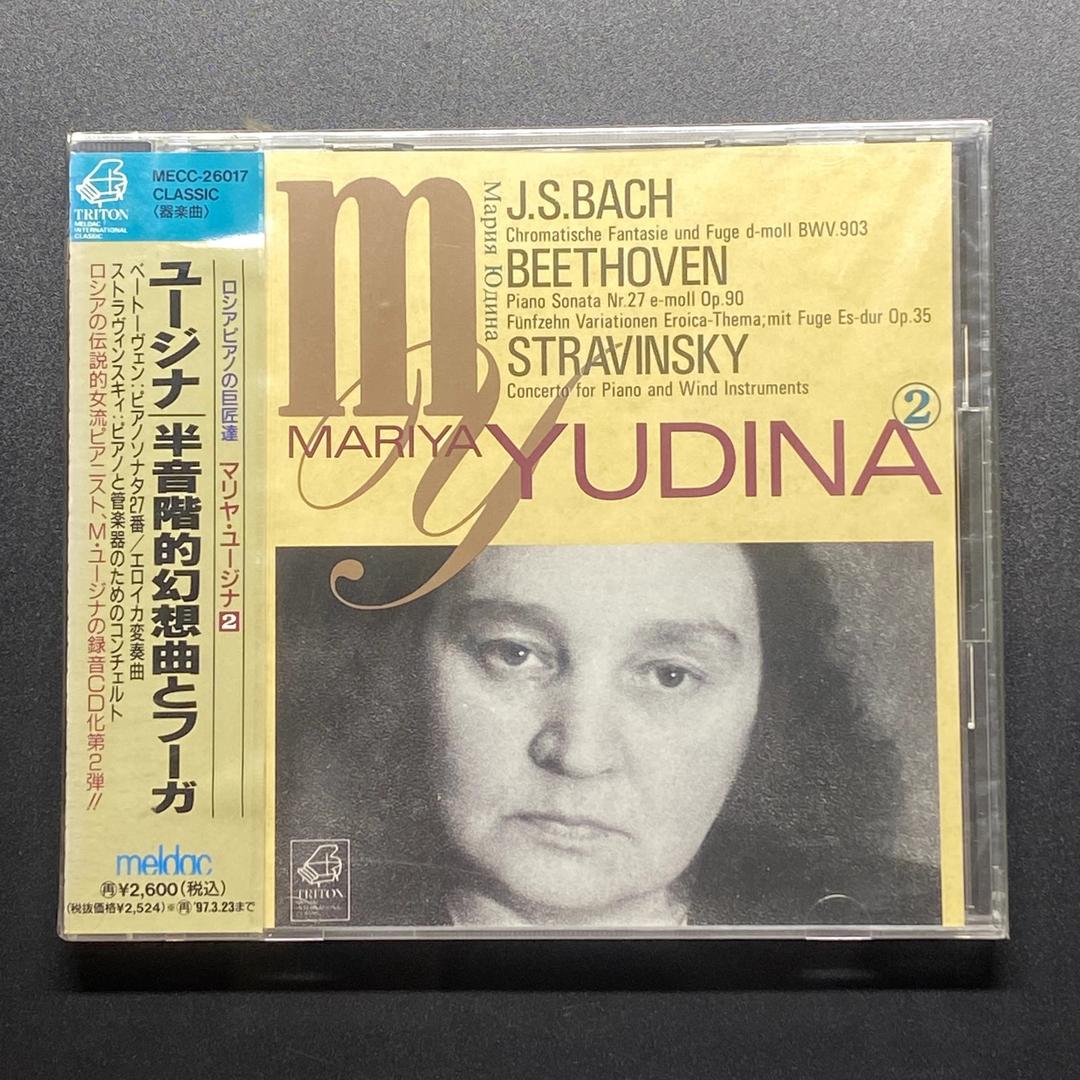 TRITON
MELDAC
INTERNATIONAL
CLASSIC
MECC-26017
CLASSIC
〈器楽曲〉
ロシアピアノの巨匠達 マリヤ・ユージナ2
ユージナ 半音階的幻想曲とフーガ
ベートーヴェン:ピアノソナタ27番/エロイカ変奏曲
ストラヴィンスキィ:ピアノと管楽器のためのコンチェルト
ロシアの伝説的女流ピアニスト、M・ユージナの録音CD化第2弾!!
meldac
再¥2,600(税込)
(税抜価格¥2,524)※再'97.3.23まで
m
y
Мария Юдина
J.S.BACH
Chromatische Fantasie und Fuge d-moll BWV.903
BEETHOVEN
Piano Sonata Nr.27 e-moll Op.90
Fünfzehn Variationen Eroica-Thema;mit Fuge Es-dur Op.35
STRAVINSKY
Concerto for Piano and Wind Instruments
2
MARIYA YUDINA
TRITON